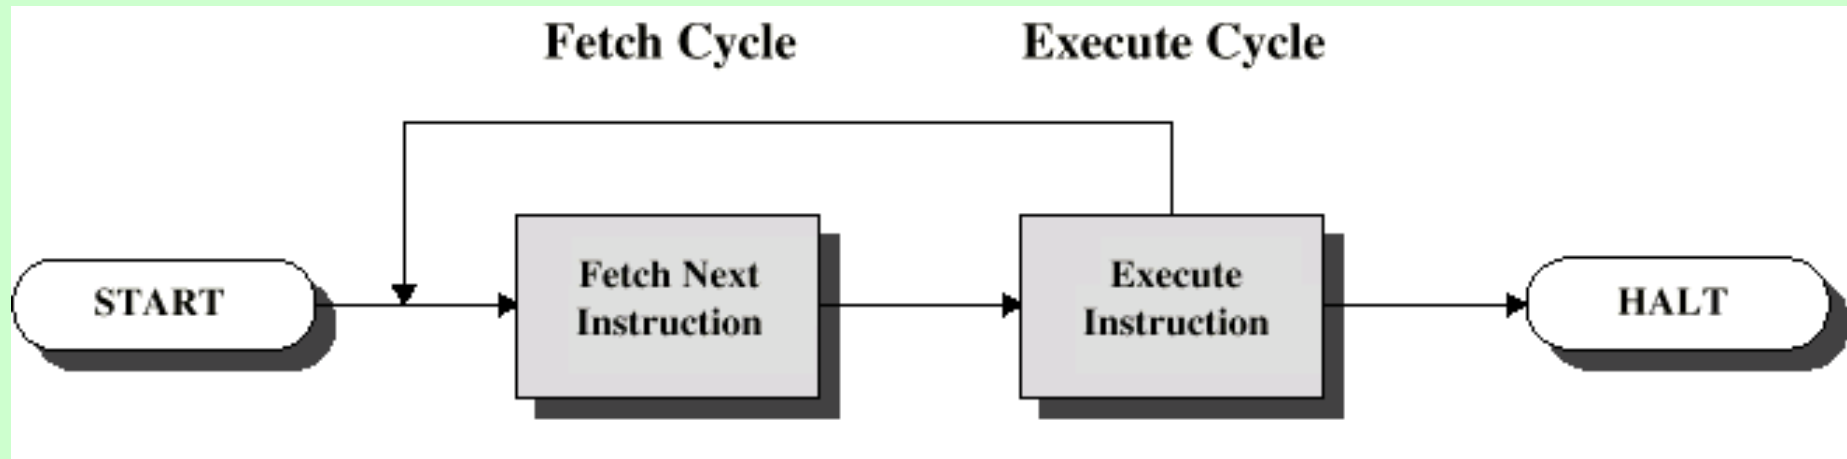 Fetch Cycle
Execute Cycle
START
Fetch Next
Instruction
Execute
Instruction
HALT